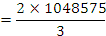 = 2 × 1048575 / 3